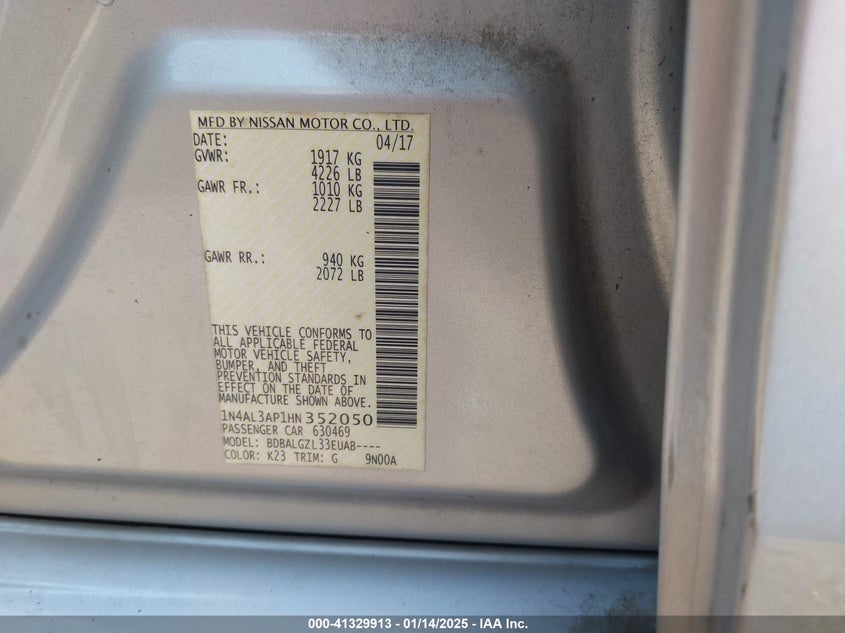 MFD BY NISSAN MOTOR CO., LTD.
DATE: 04/17
GVWR: 1917 KG
4226 LB
GAWR FR.: 1010 KG
2227 LB
GAWR RR.: 940 KG
2072 LB
THIS VEHICLE CONFORMS TO
ALL APPLICABLE FEDERAL
MOTOR VEHICLE SAFETY,
BUMPER, AND THEFT
PREVENTION STANDARDS IN
EFFECT ON THE DATE OF
MANUFACTURE SHOWN ABOVE.
1N4AL3AP1HN352050
PASSENGER CAR 630469
MODEL: BDBALGZL33EUAB----
COLOR: K23 TRIM: G 9N00A
000-41329913 - 01/14/2025 - IAA Inc.